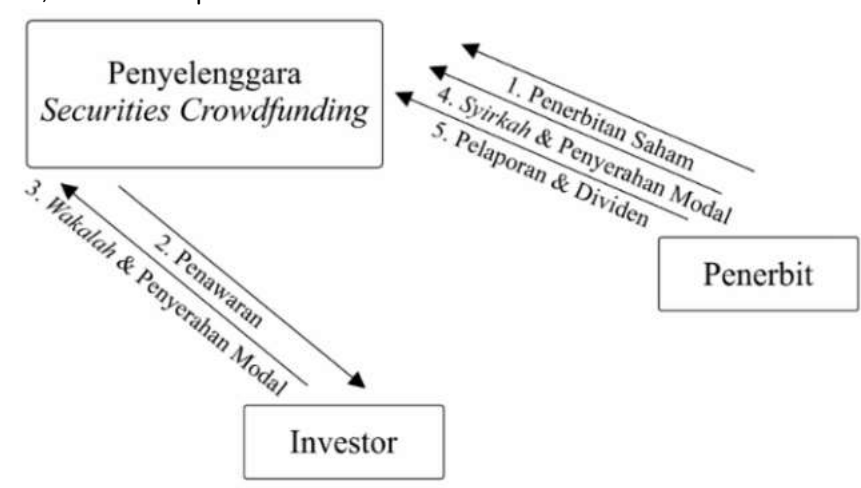 Penyelenggara
Securities Crowdfunding
1. Penerbitan Saham
4. Syirkah & Penyerahan Modal
5. Pelaporan & Dividen
Penerbit
2. Penawaran
3. Wakalah & Penyerahan Modal
Investor